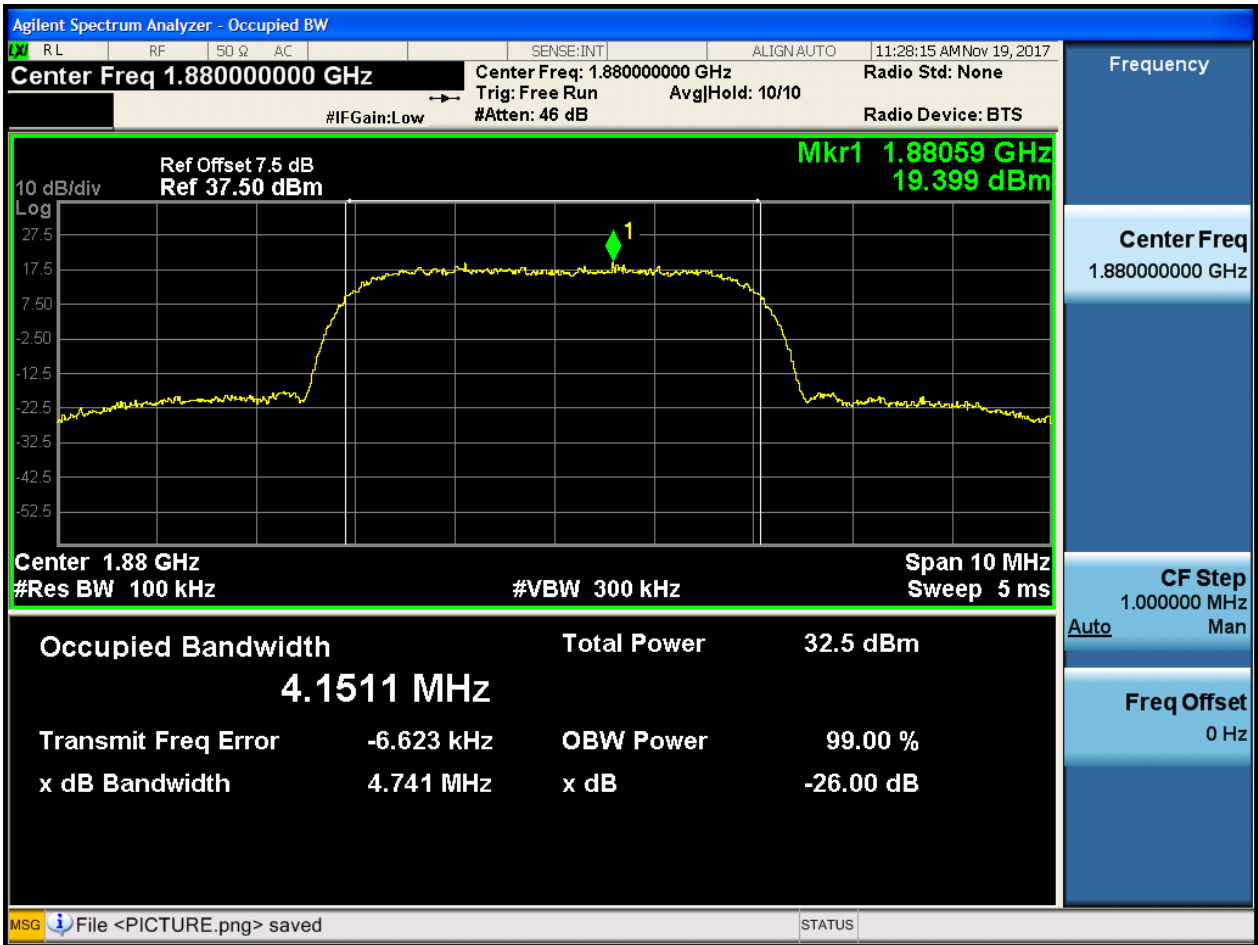 Agilent Spectrum Analyzer - Occupied BW
LXI RL RF 50 Ω AC SENSE:INT ALIGN AUTO 11:28:15 AM Nov 19, 2017
Center Freq 1.880000000 GHz
Center Freq: 1.880000000 GHz Radio Std: None
Trig: Free Run Avg|Hold: 10/10
#IFGain:Low #Atten: 46 dB Radio Device: BTS
Frequency
Mkr1 1.88059 GHz
19.399 dBm
Ref Offset 7.5 dB
10 dB/div Ref 37.50 dBm
Log
27.5
17.5
7.50
-2.50
-12.5
-22.5
-32.5
-42.5
-52.5
1
Center 1.88 GHz Span 10 MHz
#Res BW 100 kHz #VBW 300 kHz Sweep 5 ms
Occupied Bandwidth Total Power 32.5 dBm
4.1511 MHz
Transmit Freq Error -6.623 kHz OBW Power 99.00 %
x dB Bandwidth 4.741 MHz x dB -26.00 dB
Center Freq
1.880000000 GHz
CF Step
1.000000 MHz
Auto Man
Freq Offset
0 Hz
MSG File <PICTURE.png> saved STATUS